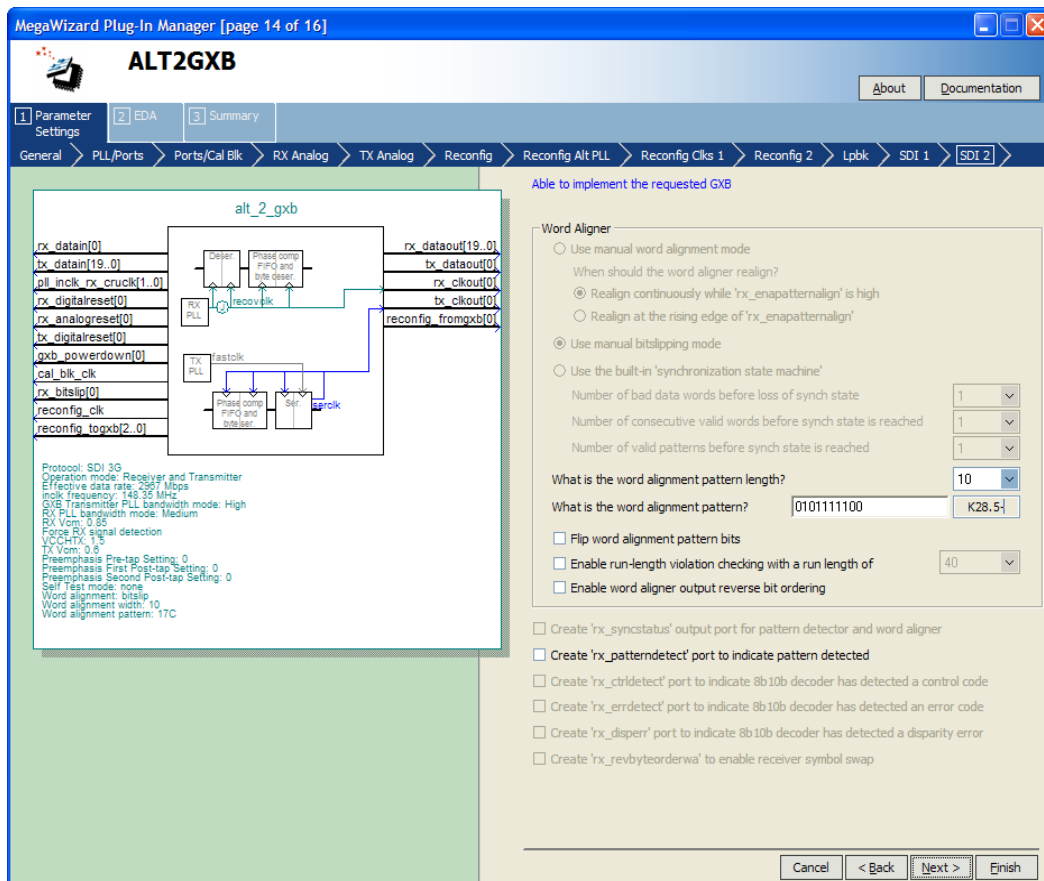 MegaWizard Plug-In Manager [page 14 of 16]
ALT2GXB
About
Documentation
1 Parameter Settings
2 EDA
3 Summary
General
PLL/Ports
Ports/Cal Blk
RX Analog
TX Analog
Reconfig
Reconfig Alt PLL
Reconfig Clks 1
Reconfig 2
Lpbk
SDI 1
SDI 2
alt_2_gxb
rx_datain[0]
tx_datain[19..0]
pll_inclk_rx_cruclk[1..0]
rx_digitalreset[0]
rx_analogreset[0]
tx_digitalreset[0]
gxb_powerdown[0]
cal_blk_clk
rx_bitslip[0]
reconfig_clk
reconfig_togxb[2..0]
Deser.
Phase comp
FIFO and
byte deser.
RX
PLL
recovclk
TX
PLL
fastclk
Phase comp
FIFO and
byte ser.
Ser.
serclk
rx_dataout[19..0]
tx_dataout[0]
rx_clkout[0]
tx_clkout[0]
reconfig_fromgxb[0]
Protocol: SDI 3G
Operation mode: Receiver and Transmitter
Effective data rate: 2967 Mbps
inclk frequency: 148.35 MHz
GXB Transmitter PLL bandwidth mode: High
RX PLL bandwidth mode: Medium
RX Vcm: 0.85
Force RX signal detection
VCCHTX: 1.5
TX Vcm: 0.6
Preemphasis Pre-tap Setting: 0
Preemphasis First Post-tap Setting: 0
Preemphasis Second Post-tap Setting: 0
Self Test mode: none
Word alignment: bitslip
Word alignment width: 10
Word alignment pattern: 17C
Able to implement the requested GXB
Word Aligner
Use manual word alignment mode
When should the word aligner realign?
Realign continuously while 'rx_enapatternalign' is high
Realign at the rising edge of 'rx_enapatternalign'
Use manual bitslipping mode
Use the built-in 'synchronization state machine'
Number of bad data words before loss of synch state 1
Number of consecutive valid words before synch state is reached 1
Number of valid patterns before synch state is reached 1
What is the word alignment pattern length? 10
What is the word alignment pattern? 0101111100 K28.5-
Flip word alignment pattern bits
Enable run-length violation checking with a run length of 40
Enable word aligner output reverse bit ordering
Create 'rx_syncstatus' output port for pattern detector and word aligner
Create 'rx_patterndetect' port to indicate pattern detected
Create 'rx_ctrldetect' port to indicate 8b10b decoder has detected a control code
Create 'rx_errdetect' port to indicate 8b10b decoder has detected an error code
Create 'rx_disperr' port to indicate 8b10b decoder has detected a disparity error
Create 'rx_revbyteorderwa' to enable receiver symbol swap
Cancel
< Back
Next >
Finish